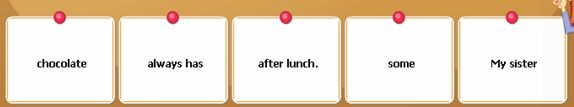 chocolate
always has
after lunch.
some
My sister